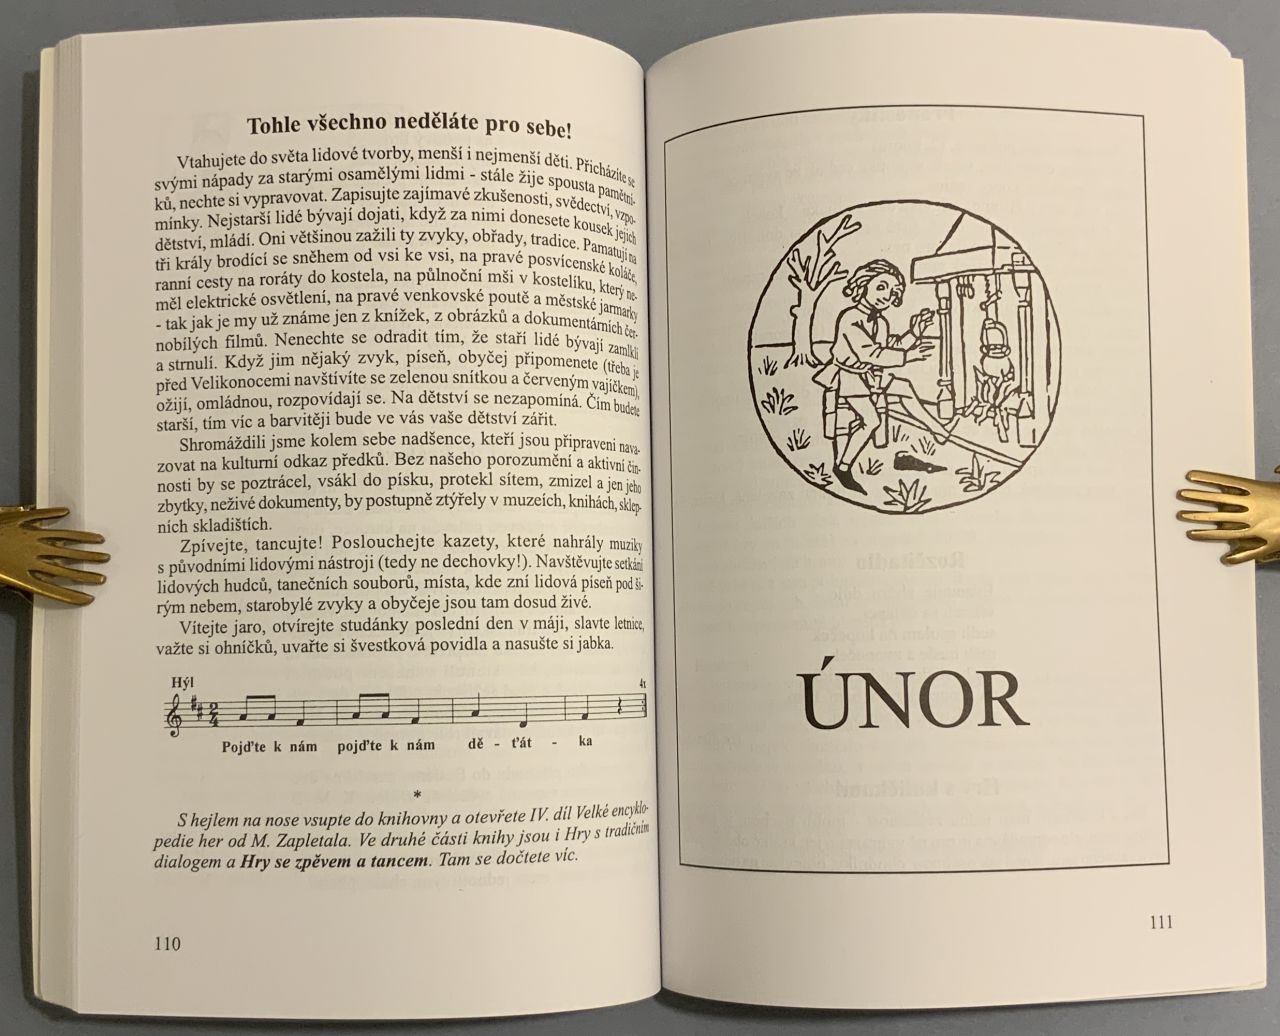 Tohle všechno neděláte pro sebe!
Vtahujete do světa lidové tvorby, menší i nejmenší děti. Přicházíte se
svými nápady za starými osamělými lidmi - stále žije spousta pamětní-
ků, nechte si vypravovat. Zapisujte zajímavé zkušenosti, svědectví, vzpo-
mínky. Nejstarší lidé bývají dojati, když za nimi donesete kousek jejich
dětství, mládí. Oni většinou zažili ty zvyky, obřady, tradice. Pamatují na
tři krály brodící se sněhem od vsi ke vsi, na pravé posvícenské koláče,
ranní cesty na roráty do kostela, na půlnoční mši v kostelíku, který ne-
měl elektrické osvětlení, na pravé venkovské poutě a městské jarmarky
- tak jak je my už známe jen z knížek, z obrázků a dokumentárních čer-
nobílých filmů. Nenechte se odradit tím, že staří lidé bývají zamlklí
a strnulí. Když jim nějaký zvyk, píseň, obyčej připomenete (třeba je
před Velikonocemi navštívíte se zelenou snítkou a červeným vajíčkem),
ožijí, omládnou, rozpovídají se. Na dětství se nezapomíná. Čím budete
starší, tím víc a barvitěji bude ve vás vaše dětství zářit.
Shromáždili jsme kolem sebe nadšence, kteří jsou připraveni nava-
zovat na kulturní odkaz předků. Bez našeho porozumění a aktivní čin-
nosti by se poztrácel, vsákl do písku, protekl sítem, zmizel a jen jeho
zbytky, neživé dokumenty, by postupně ztýřely v muzeích, knihách, sklep-
ních skladištích.
Zpívejte, tancujte! Poslouchejte kazety, které nahrály muziky
s původními lidovými nástroji (tedy ne dechovky!). Navštěvujte setkání
lidových hudců, tanečních souborů, místa, kde zní lidová píseň pod ši-
rým nebem, starobylé zvyky a obyčeje jsou tam dosud živé.
Vítejte jaro, otvírejte studánky poslední den v máji, slavte letnice,
važte si ohníčků, uvařte si švestková povidla a nasušte si jabka.
Hýl 4x
2
4
Pojďte k nám pojďte k nám dě - ťát - ka
*
S hejlem na nose vsupte do knihovny a otevřete IV. díl Velké encyklo-
pedie her od M. Zapletala. Ve druhé části knihy jsou i Hry s tradičním
dialogem a Hry se zpěvem a tancem. Tam se dočtete víc.
110
ÚNOR
111